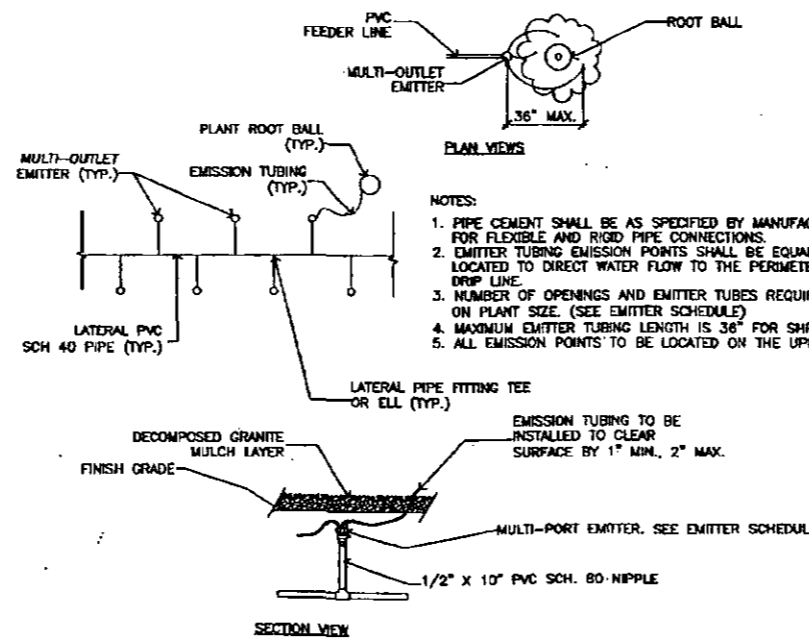 PVC
FEEDER LINE
ROOT BALL
MULTI-OUTLET
EMITTER
36" MAX.
PLAN VIEWS
PLANT ROOT BALL
(TYP.)
MULTI-OUTLET
EMITTER (TYP.)
EMISSION TUBING
(TYP.)
LATERAL PVC
SCH 40 PIPE (TYP.)
LATERAL PIPE FITTING TEE
OR ELL (TYP.)
NOTES:
1. PIPE CEMENT SHALL BE AS SPECIFIED BY MANUFAC
FOR FLEXIBLE AND RIGID PIPE CONNECTIONS.
2. EMITTER TUBING EMISSION POINTS SHALL BE EQUA
LOCATED TO DIRECT WATER FLOW TO THE PERIMETE
DRIP LINE.
3. NUMBER OF OPENINGS AND EMITTER TUBES REQUI
ON PLANT SIZE. (SEE EMITTER SCHEDULE)
4. MAXIMUM EMITTER TUBING LENGTH IS 36" FOR SHR
5. ALL EMISSION POINTS TO BE LOCATED ON THE UP
DECOMPOSED GRANITE
MULCH LAYER
FINISH GRADE
EMISSION TUBING TO BE
INSTALLED TO CLEAR
SURFACE BY 1" MIN., 2" MAX.
MULTI-PORT EMITTER. SEE EMITTER SCHEDUL
1/2" X 10" PVC SCH. 80 NIPPLE
SECTION VIEW